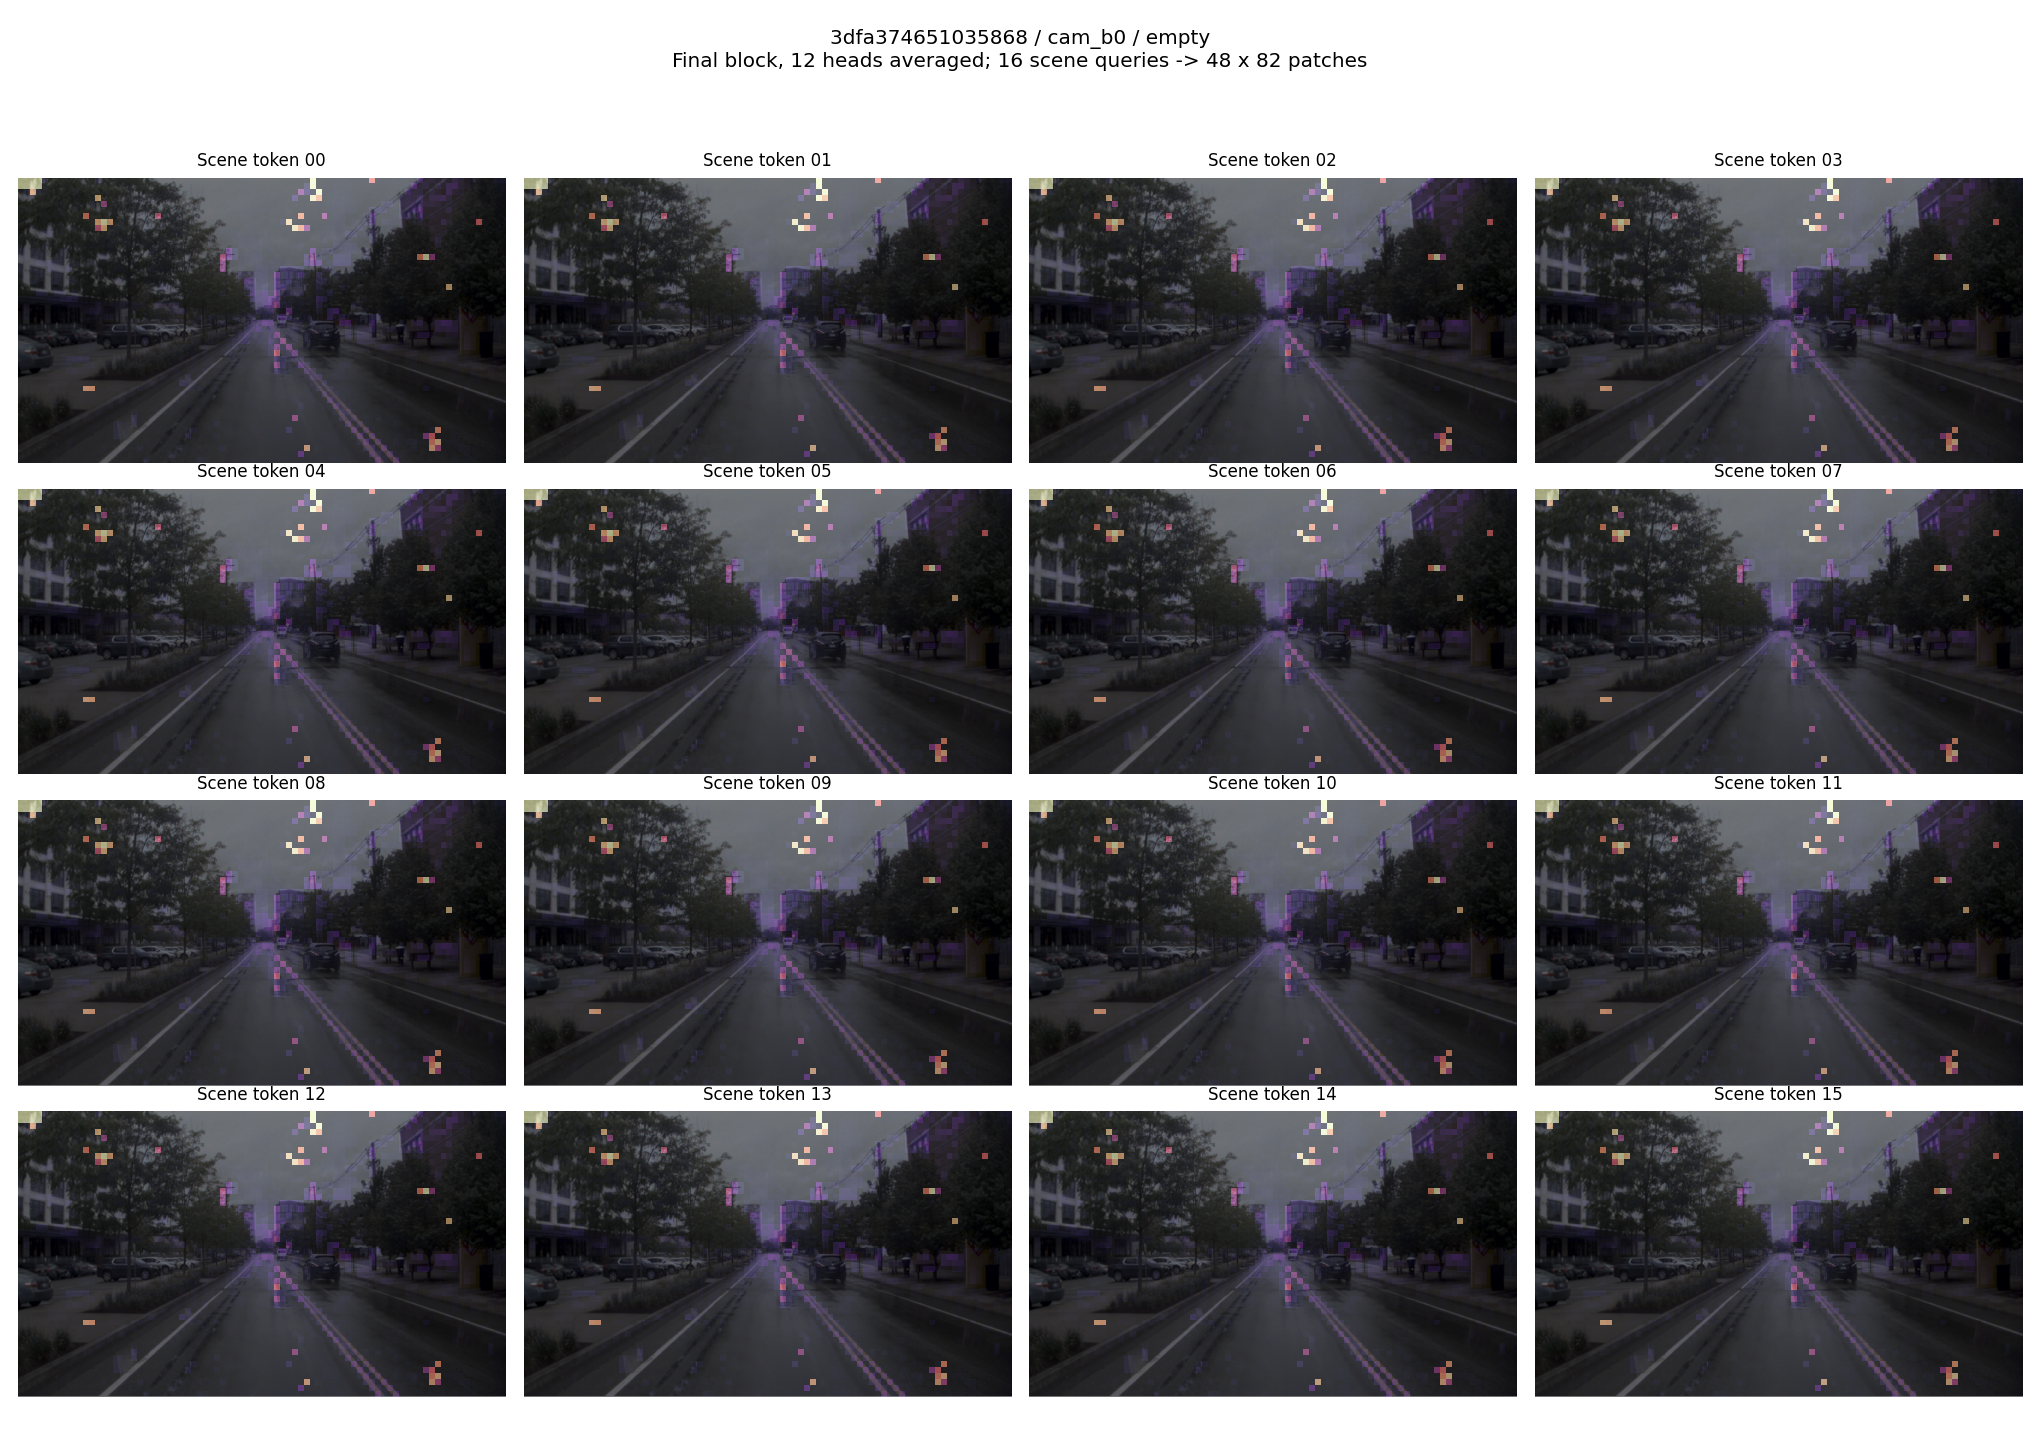 3dfa374651035868 / cam_b0 / empty
Final block, 12 heads averaged; 16 scene queries -> 48 x 82 patches
Scene token 00
Scene token 01
Scene token 02
Scene token 03
Scene token 04
Scene token 05
Scene token 06
Scene token 07
Scene token 08
Scene token 09
Scene token 10
Scene token 11
Scene token 12
Scene token 13
Scene token 14
Scene token 15